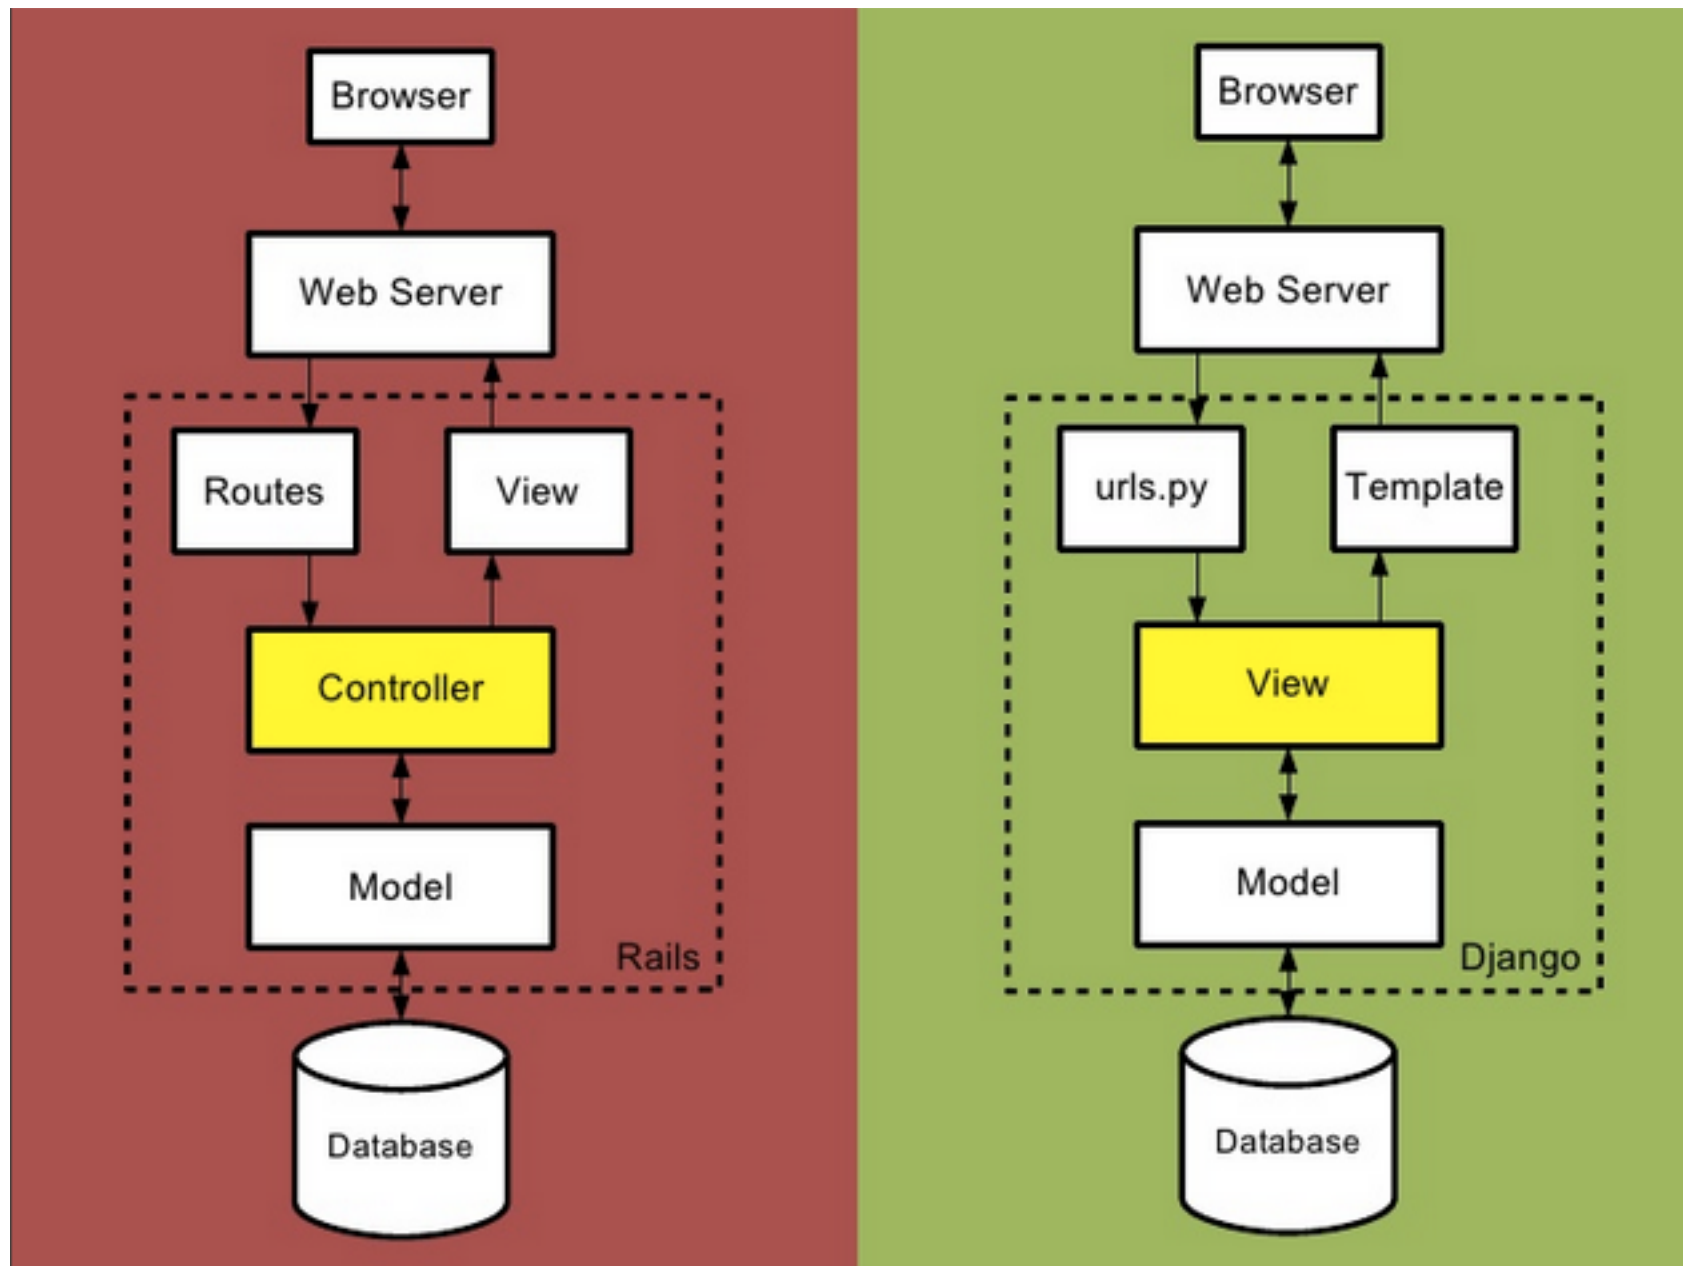 Browser
Web Server
Routes
View
Controller
Model
Rails
Database
Browser
Web Server
urls.py
Template
View
Model
Django
Database